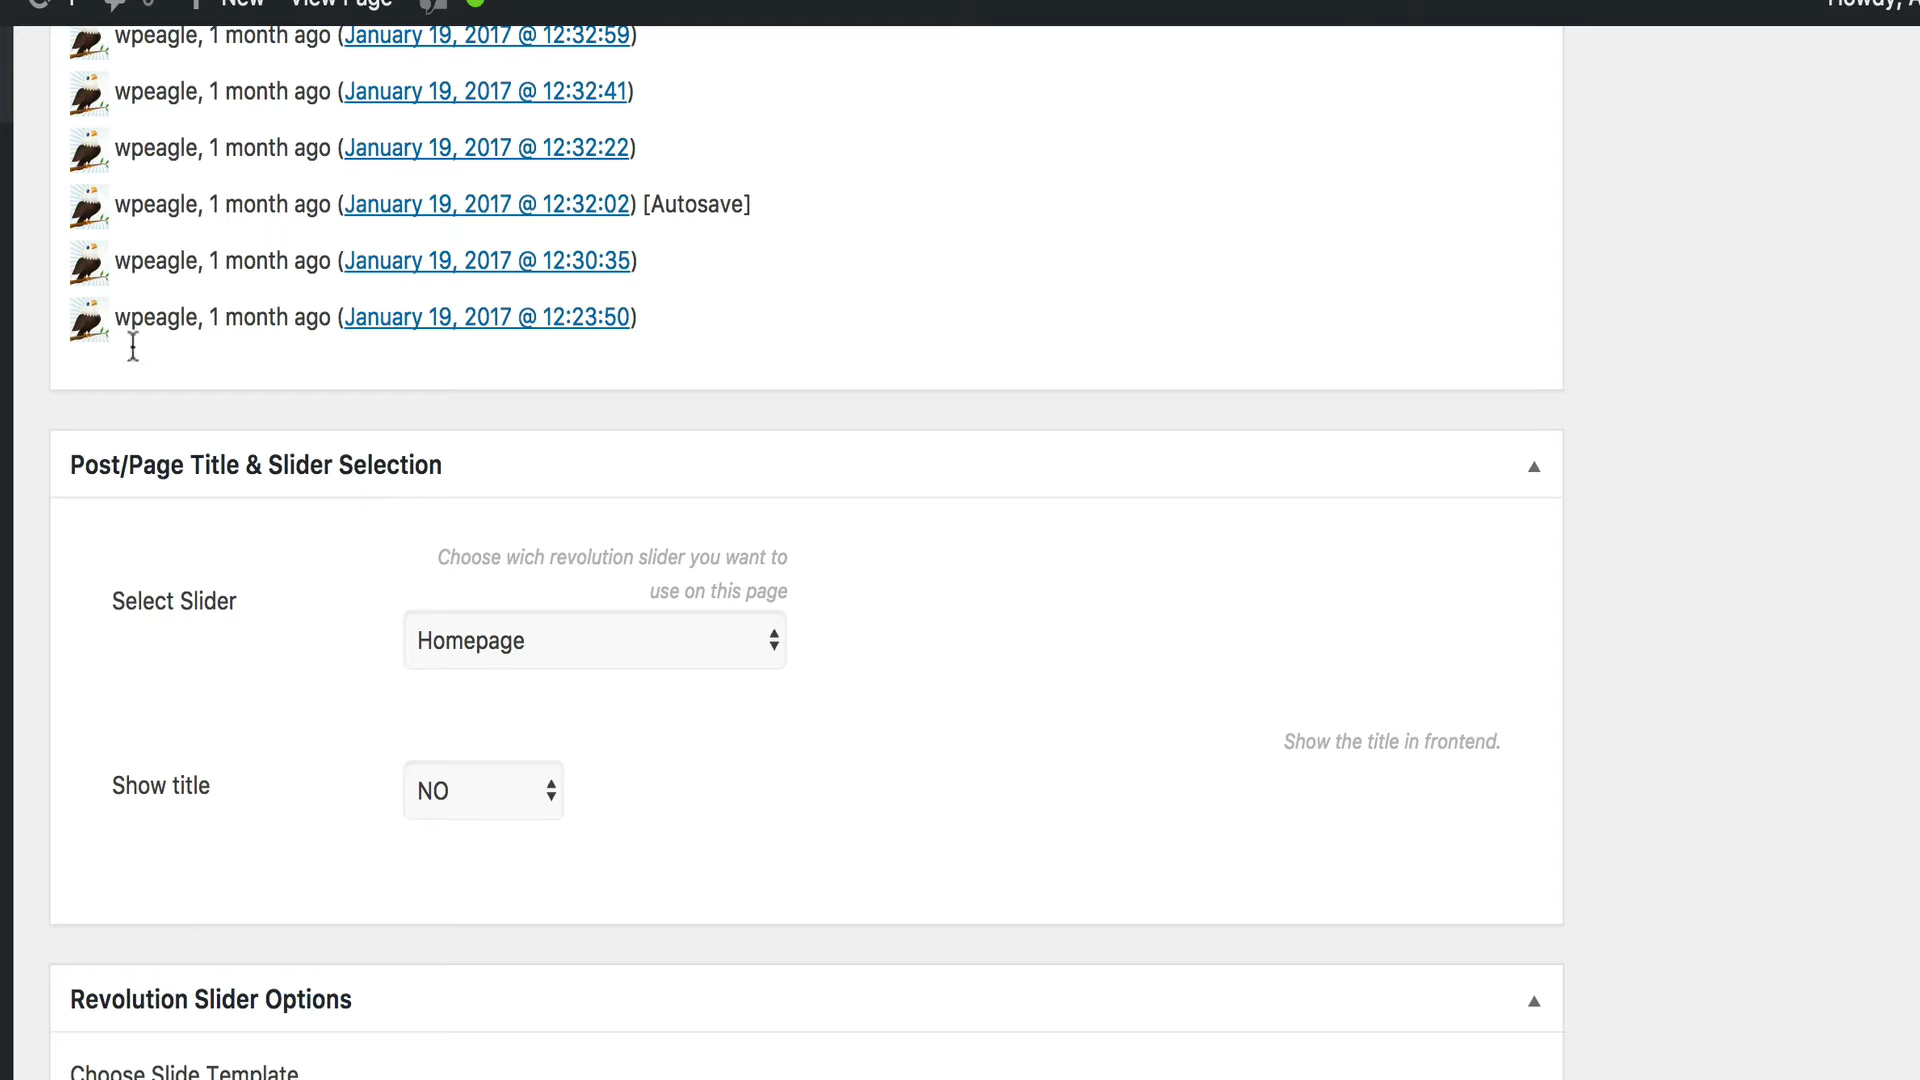 New View Page
Howdy, A
wpeagle, 1 month ago (January 19, 2017 @ 12:32:59)
wpeagle, 1 month ago (January 19, 2017 @ 12:32:41)
wpeagle, 1 month ago (January 19, 2017 @ 12:32:22)
wpeagle, 1 month ago (January 19, 2017 @ 12:32:02) [Autosave]
wpeagle, 1 month ago (January 19, 2017 @ 12:30:35)
wpeagle, 1 month ago (January 19, 2017 @ 12:23:50)
Post/Page Title & Slider Selection
Choose wich revolution slider you want to
use on this page
Select Slider
Homepage
Show the title in frontend.
Show title
NO
Revolution Slider Options
Choose Slide Template